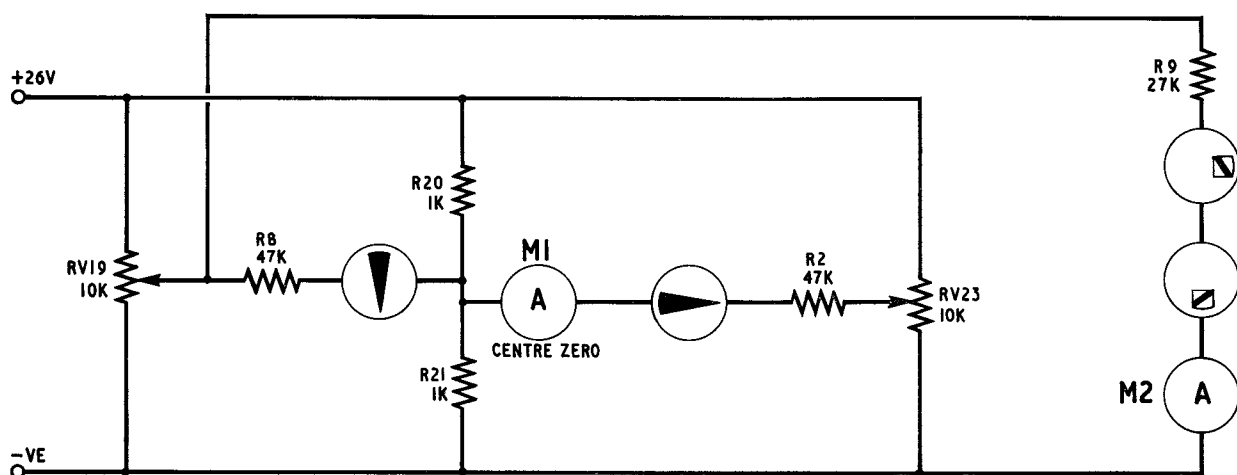 +26V
R9
27K
R20
1K
R8
47K
M1
R2
47K
RV19
10K
A
RV23
10K
CENTRE ZERO
R21
1K
M2
A
-VE